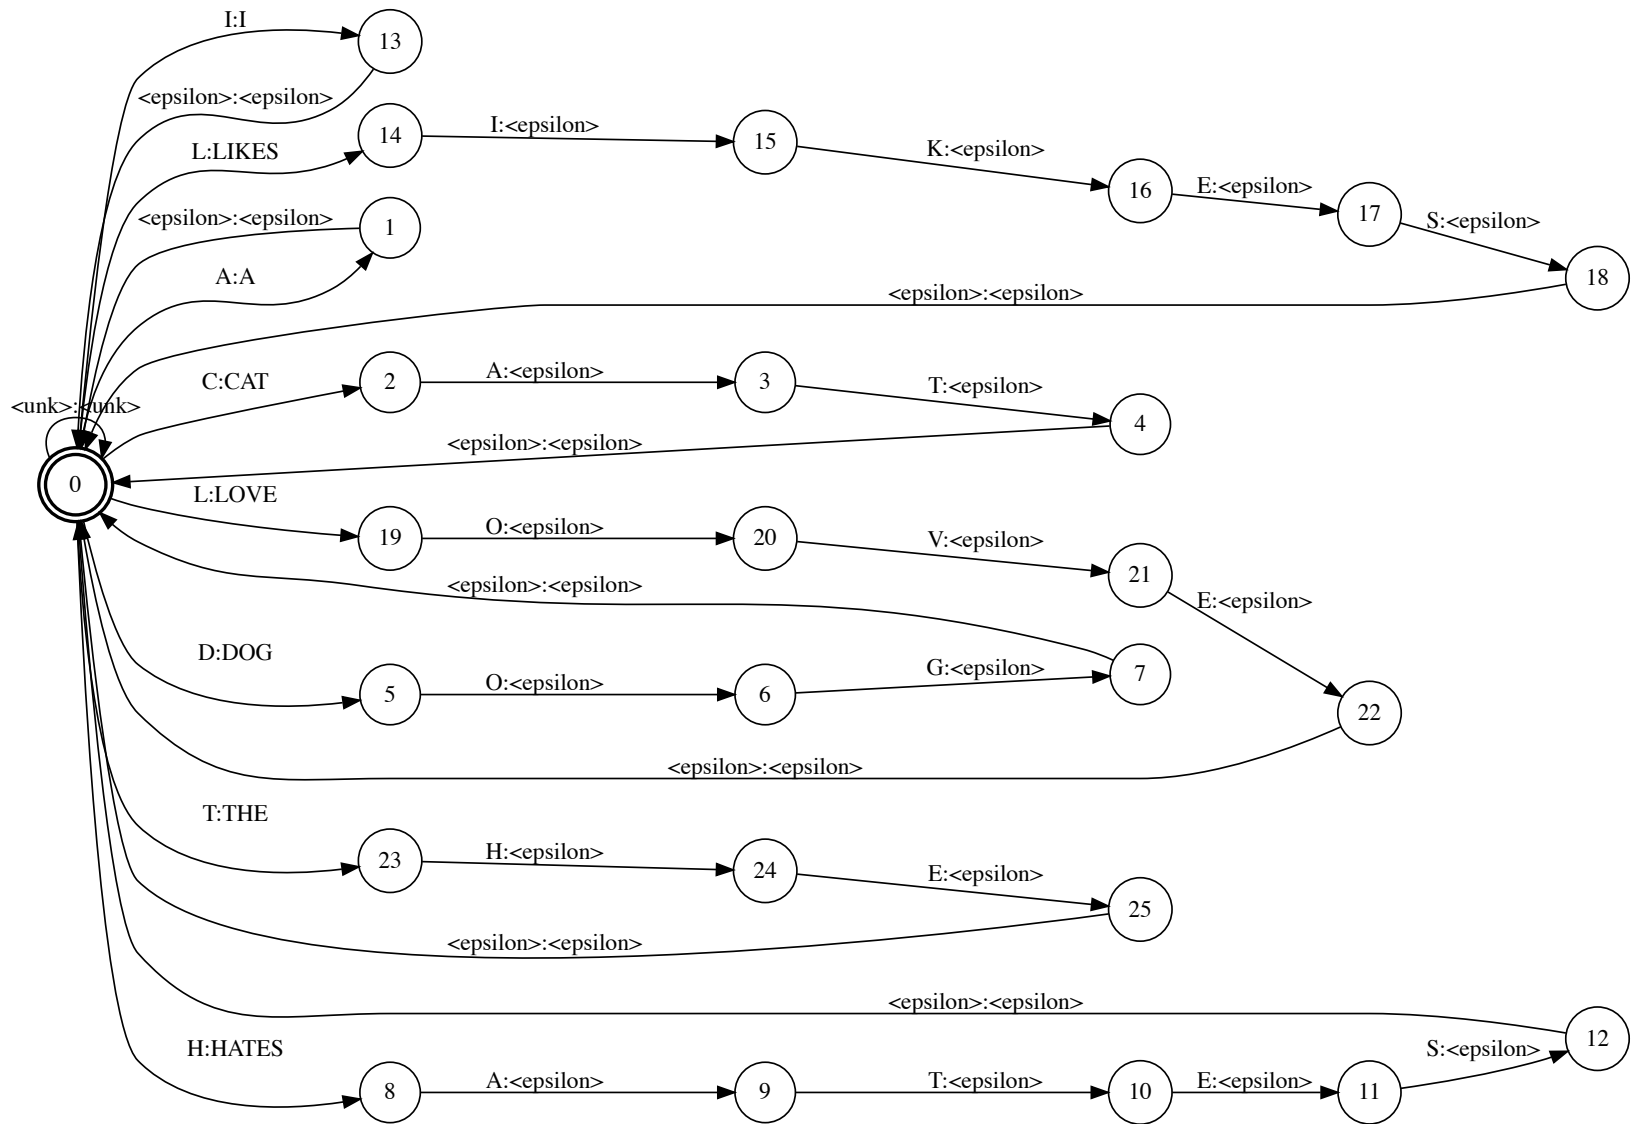 I:I
13
<epsilon>:<epsilon>
14
I:<epsilon>
15
L:LIKES
K:<epsilon>
16
E:<epsilon>
17
S:<epsilon>
18
<epsilon>:<epsilon>
1
A:A
<epsilon>:<epsilon>
C:CAT
2
A:<epsilon>
3
T:<epsilon>
4
<unk>:<unk>
<epsilon>:<epsilon>
0
L:LOVE
19
O:<epsilon>
20
V:<epsilon>
21
<epsilon>:<epsilon>
E:<epsilon>
D:DOG
5
O:<epsilon>
6
G:<epsilon>
7
22
<epsilon>:<epsilon>
T:THE
23
H:<epsilon>
24
E:<epsilon>
25
<epsilon>:<epsilon>
<epsilon>:<epsilon>
12
H:HATES
8
A:<epsilon>
9
T:<epsilon>
10
E:<epsilon>
11
S:<epsilon>